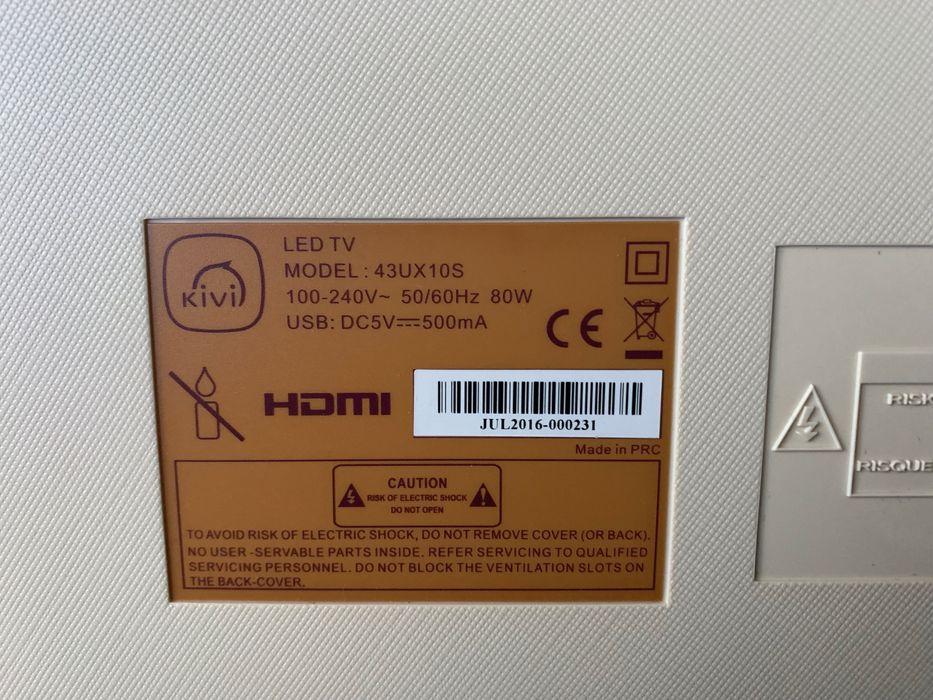 KIVI
LED TV
MODEL : 43UX10S
100-240V~ 50/60Hz 80W
USB: DC5V⎓500mA
CE
HDMI
JUL2016-000231
Made in PRC
CAUTION
RISK OF ELECTRIC SHOCK
DO NOT OPEN
TO AVOID RISK OF ELECTRIC SHOCK, DO NOT REMOVE COVER (OR BACK).
NO USER -SERVABLE PARTS INSIDE. REFER SERVICING TO QUALIFIED
SERVICING PERSONNEL. DO NOT BLOCK THE VENTILATION SLOTS ON
THE BACK-COVER.
RISK
RISQUE